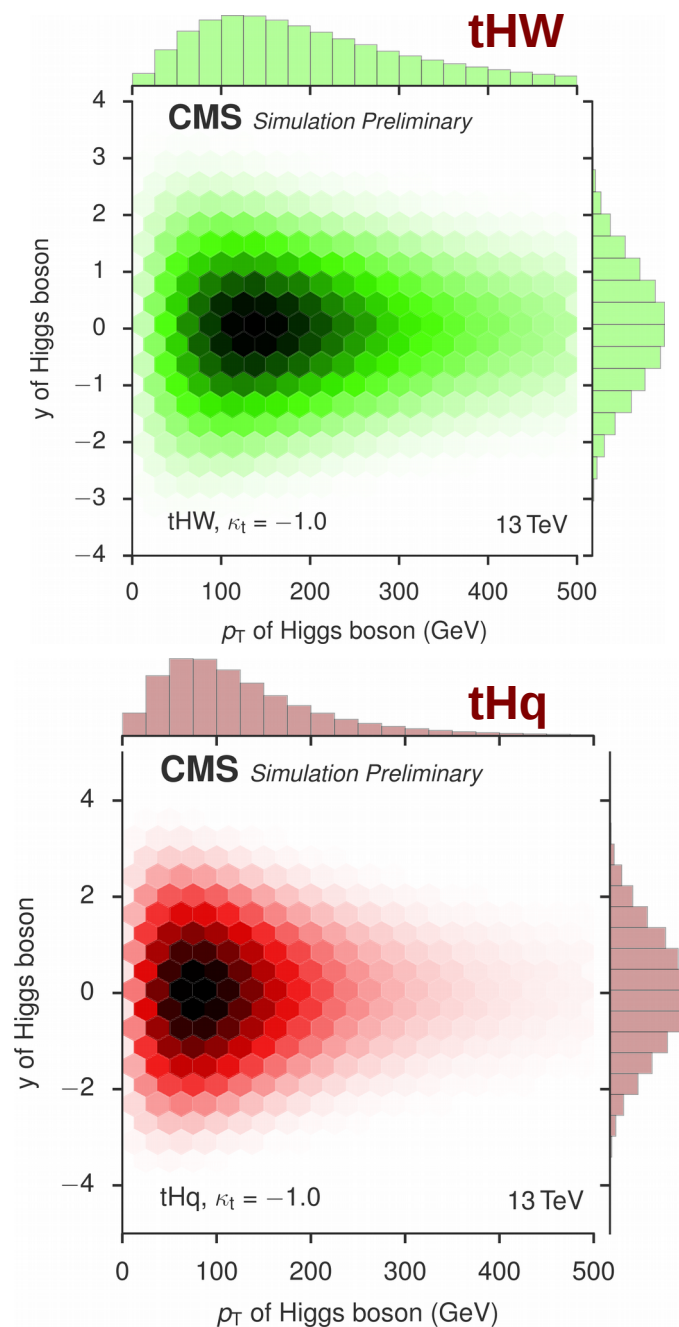 tHW
CMS Simulation Preliminary
4
3
2
1
0
−1
−2
−3
−4
y of Higgs boson
tHW, κt = −1.0
13 TeV
0 100 200 300 400 500
pT of Higgs boson (GeV)
tHq
CMS Simulation Preliminary
4
2
0
−2
−4
y of Higgs boson
tHq, κt = −1.0
13 TeV
0 100 200 300 400 500
pT of Higgs boson (GeV)